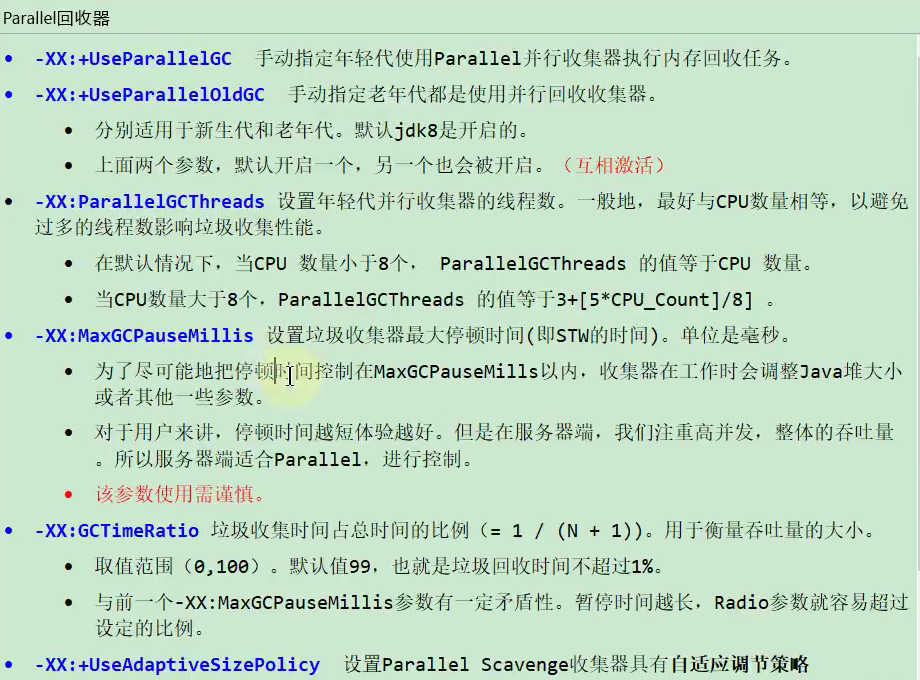 Parallel回收器
• -XX:+UseParallelGC 手动指定年轻代使用Parallel并行收集器执行内存回收任务。
• -XX:+UseParallelOldGC 手动指定老年代都是使用并行回收收集器。
• 分别适用于新生代和老年代。默认jdk8是开启的。
• 上面两个参数，默认开启一个，另一个也会被开启。（互相激活）
• -XX:ParallelGCThreads 设置年轻代并行收集器的线程数。一般地，最好与CPU数量相等，以避免
过多的线程数影响垃圾收集性能。
• 在默认情况下，当CPU 数量小于8个， ParallelGCThreads 的值等于CPU 数量。
• 当CPU数量大于8个，ParallelGCThreads 的值等于3+[5*CPU_Count]/8] 。
• -XX:MaxGCPauseMillis 设置垃圾收集器最大停顿时间(即STW的时间)。单位是毫秒。
• 为了尽可能地把停顿时间控制在MaxGCPauseMills以内，收集器在工作时会调整Java堆大小
或者其他一些参数。
• 对于用户来讲，停顿时间越短体验越好。但是在服务器端，我们注重高并发，整体的吞吐量
。所以服务器端适合Parallel，进行控制。
• 该参数使用需谨慎。
• -XX:GCTimeRatio 垃圾收集时间占总时间的比例（= 1 / (N + 1)）。用于衡量吞吐量的大小。
• 取值范围（0,100）。默认值99，也就是垃圾回收时间不超过1%。
• 与前一个-XX:MaxGCPauseMillis参数有一定矛盾性。暂停时间越长，Radio参数就容易超过
设定的比例。
• -XX:+UseAdaptiveSizePolicy 设置Parallel Scavenge收集器具有自适应调节策略